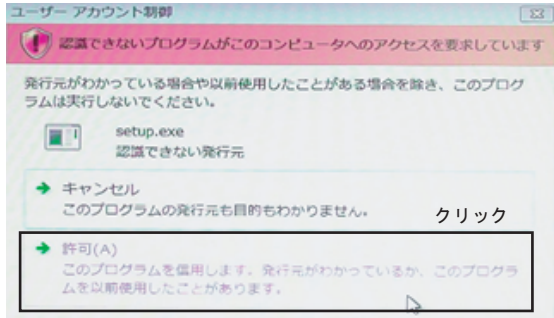 ユーザー アカウント制御
認識できないプログラムがこのコンピュータへのアクセスを要求しています
発行元がわかっている場合や以前使用したことがある場合を除き、このプログ
ラムは実行しないでください。
setup.exe
認識できない発行元
キャンセル
このプログラムの発行元も目的もわかりません。
クリック
許可(A)
このプログラムを信用します。発行元がわかっているか、このプログラ
ムを以前使用したことがあります。